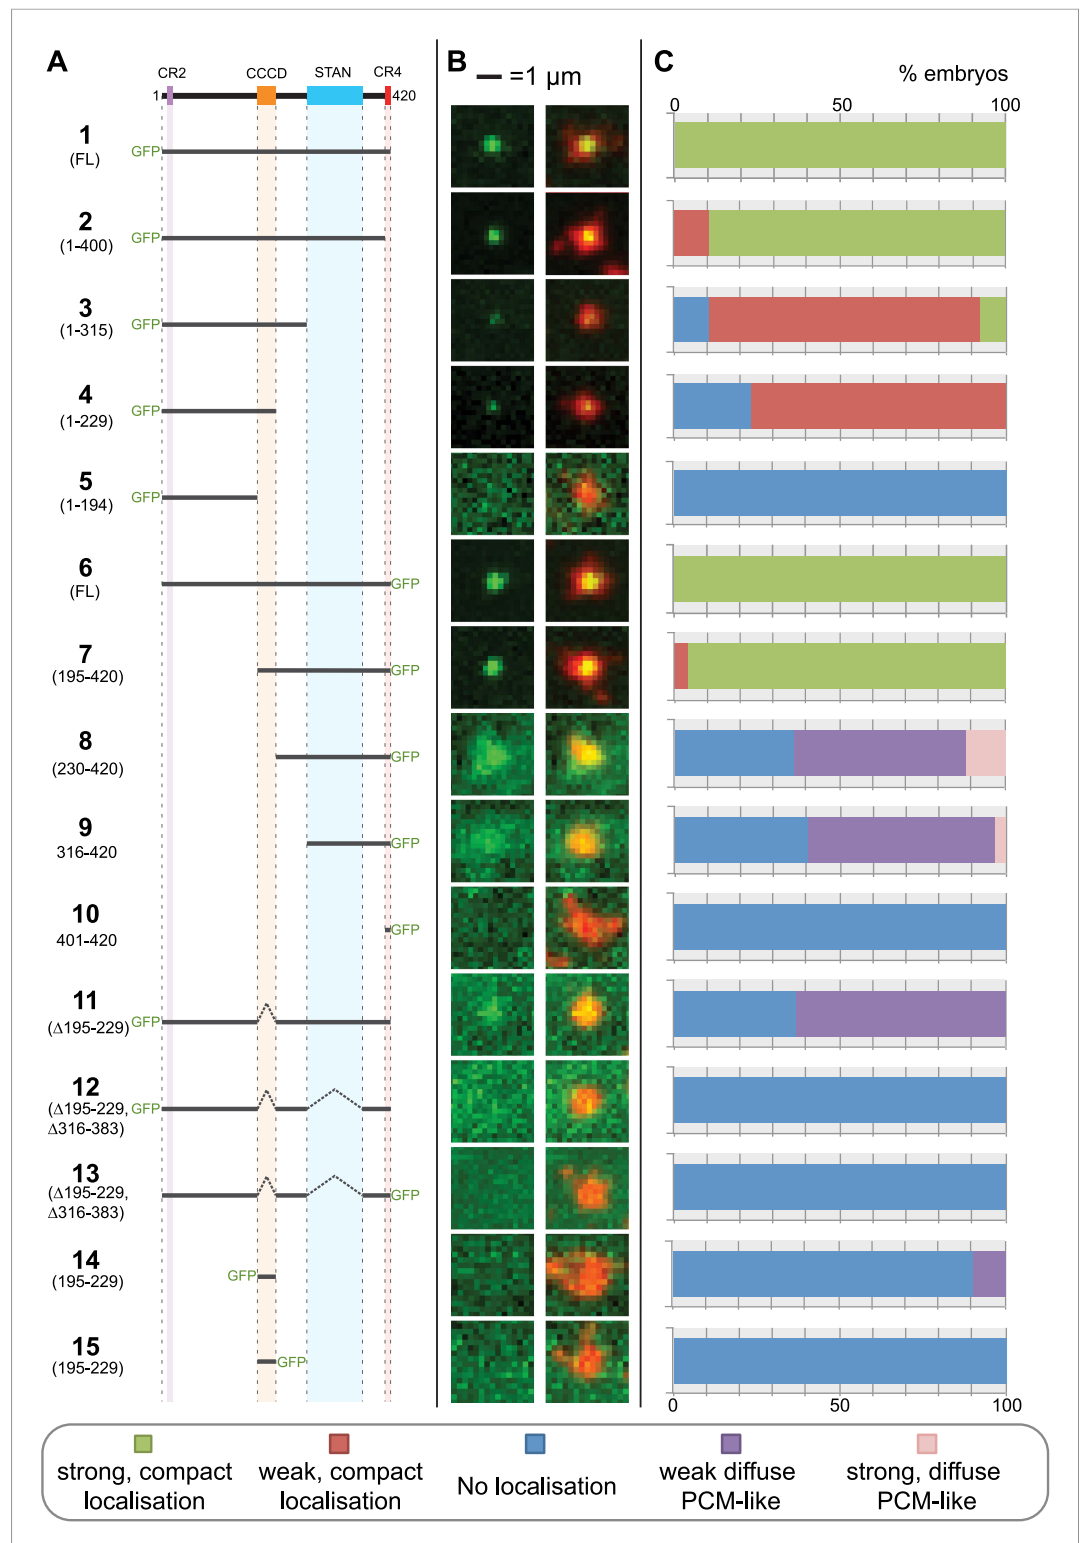 A
B
C
CR2
CCCD
STAN
CR4
1
420
=1 µm
% embryos
0
50
100
1
(FL)
GFP
2
(1-400)
GFP
3
(1-315)
GFP
4
(1-229)
GFP
5
(1-194)
GFP
6
(FL)
GFP
7
(195-420)
GFP
8
(230-420)
GFP
9
316-420
GFP
10
401-420
GFP
11
(Δ195-229)
GFP
12
(Δ195-229,
Δ316-383)
GFP
13
(Δ195-229,
Δ316-383)
GFP
14
(195-229)
GFP
15
(195-229)
GFP
0
50
100
strong, compact
localisation
weak, compact
localisation
No localisation
weak diffuse
PCM-like
strong, diffuse
PCM-like